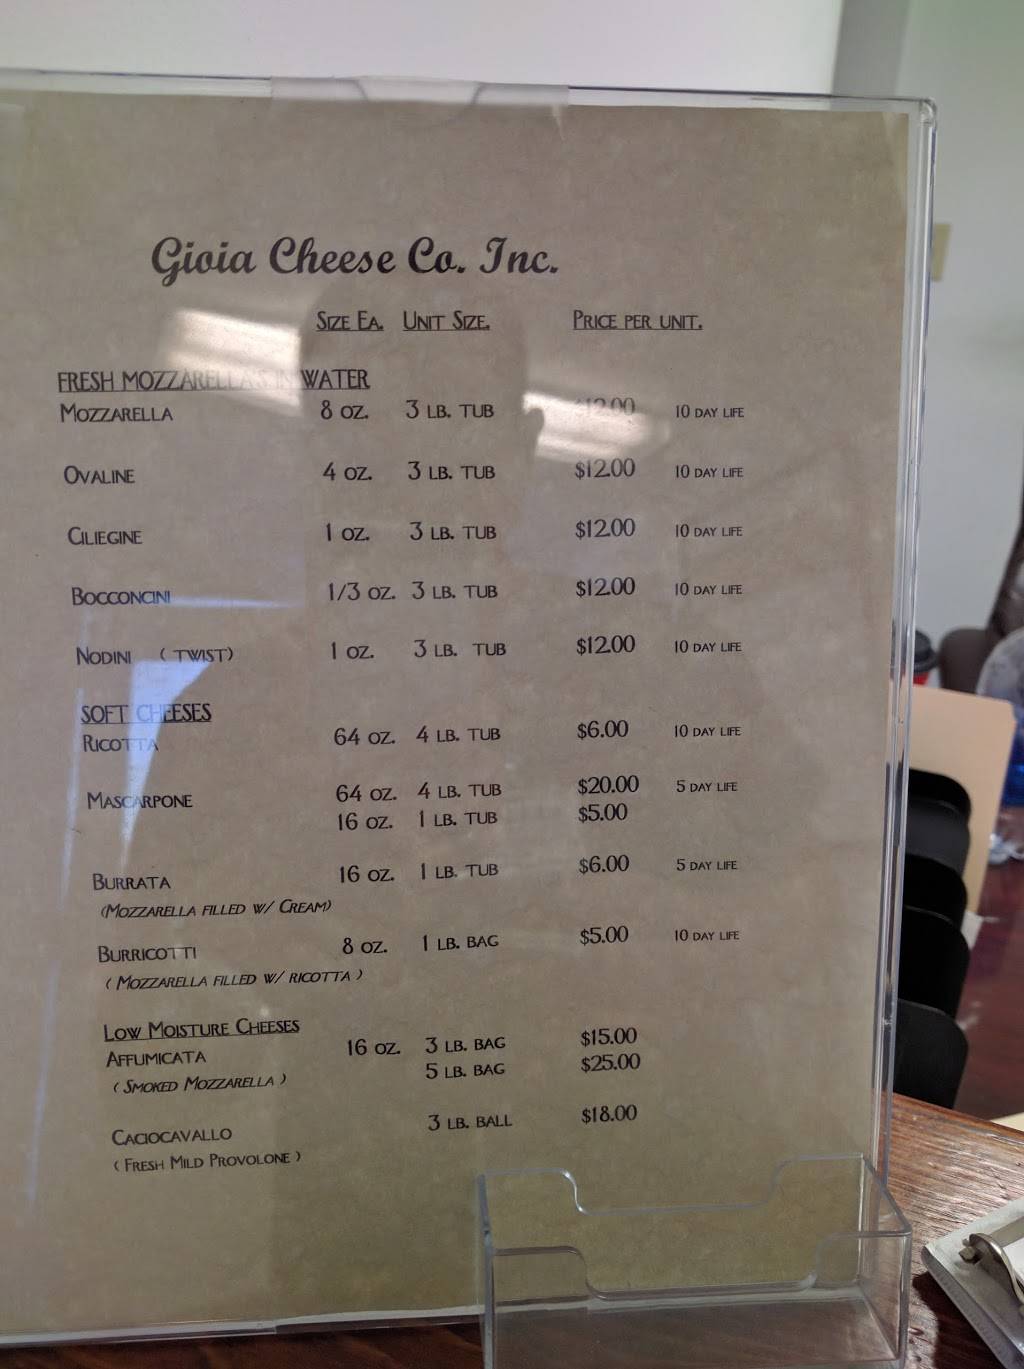 Gioia Cheese Co. Inc.
Size Ea. Unit Size. Price per unit.
FRESH MOZZARELLA'S IN WATER
Mozzarella 8 oz. 3 lb. tub $12.00 10 day life
Ovaline 4 oz. 3 lb. tub $12.00 10 day life
Ciliegine 1 oz. 3 lb. tub $12.00 10 day life
Bocconcini 1/3 oz. 3 lb. tub $12.00 10 day life
Nodini ( twist) 1 oz. 3 lb. tub $12.00 10 day life
SOFT CHEESES
Ricotta 64 oz. 4 lb. tub $6.00 10 day life
Mascarpone 64 oz. 4 lb. tub $20.00 5 day life
16 oz. 1 lb. tub $5.00
Burrata 16 oz. 1 lb. tub $6.00 5 day life
(Mozzarella filled w/ Cream)
Burricotti 8 oz. 1 lb. bag $5.00 10 day life
( Mozzarella filled w/ ricotta )
Low Moisture Cheeses
Affumicata 16 oz. 3 lb. bag $15.00
( Smoked Mozzarella ) 5 lb. bag $25.00
Caciocavallo 3 lb. ball $18.00
( Fresh Mild Provolone )